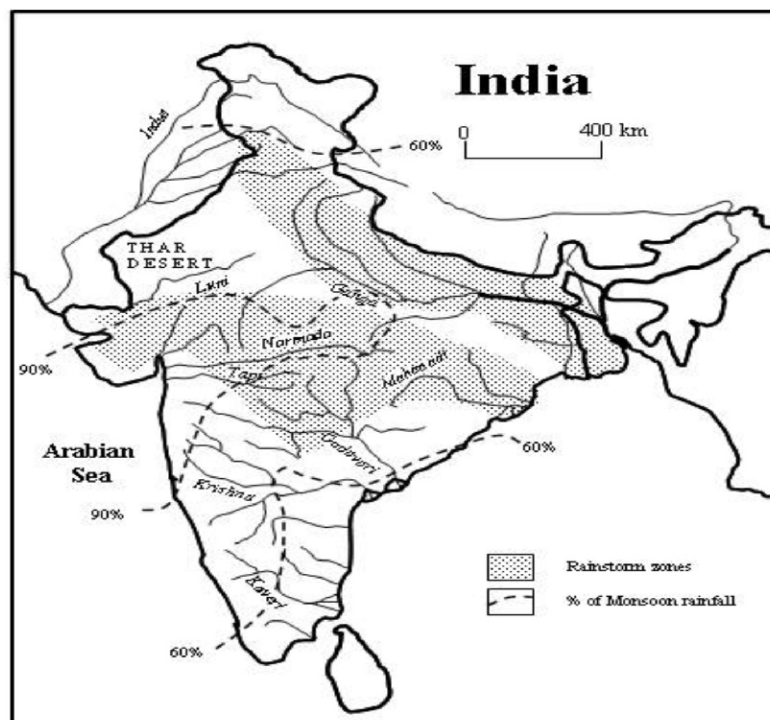 India
0 400 km
Indus
60%
THAR
DESERT
Luni
Ganga
Narmada
90%
Tapi
Mahanadi
Arabian
Sea
Godavari
60%
Krishna
90%
Rainstorm zones
Kaveri
% of Monsoon rainfall
60%